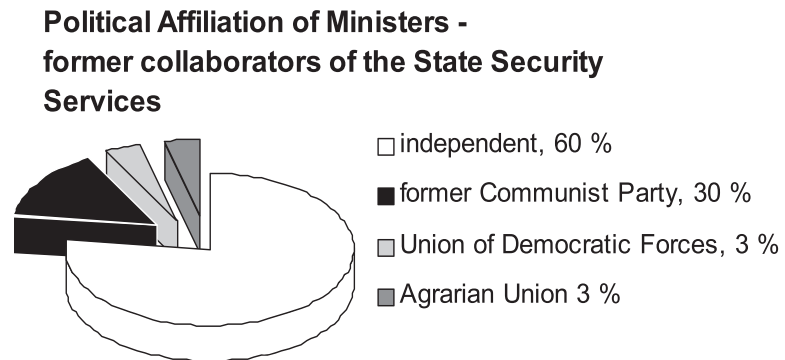 Political Affiliation of Ministers -
former collaborators of the State Security
Services
independent, 60 %
former Communist Party, 30 %
Union of Democratic Forces, 3 %
Agrarian Union 3 %